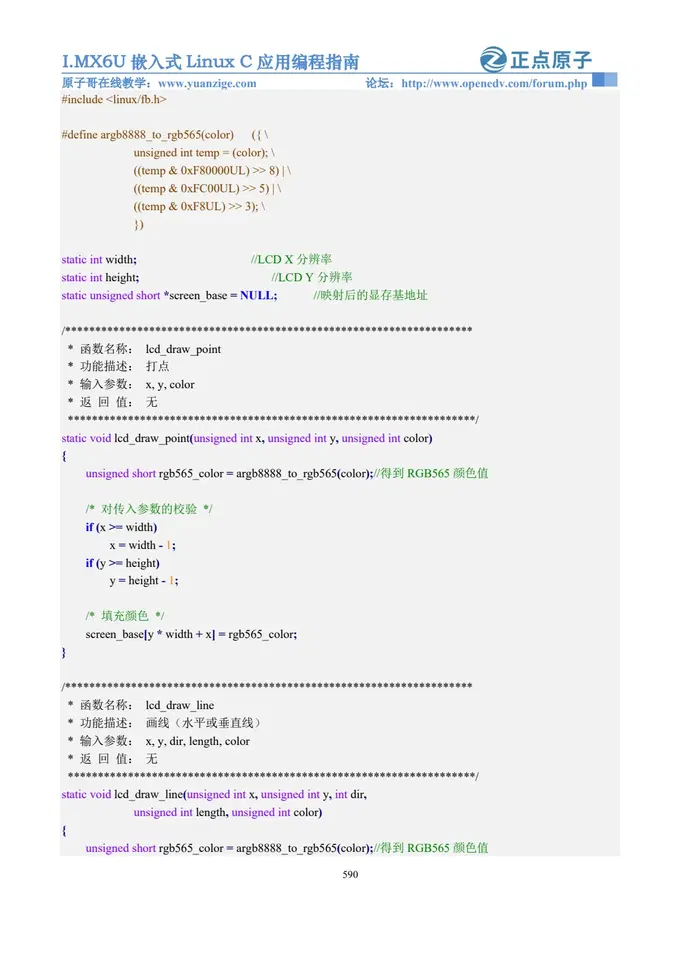 I.MX6U 嵌入式 Linux C 应用编程指南
正点原子
原子哥在线教学：www.yuanzige.com 论坛：http://www.openedv.com/forum.php
#include <linux/fb.h>
#define argb8888_to_rgb565(color) ({ \
unsigned int temp = (color); \
((temp & 0xF80000UL) >> 8) | \
((temp & 0xFC00UL) >> 5) | \
((temp & 0xF8UL) >> 3); \
})
static int width; //LCD X 分辨率
static int height; //LCD Y 分辨率
static unsigned short *screen_base = NULL; //映射后的显存基地址
/********************************************************************
* 函数名称： lcd_draw_point
* 功能描述： 打点
* 输入参数： x, y, color
* 返 回 值： 无
********************************************************************/
static void lcd_draw_point(unsigned int x, unsigned int y, unsigned int color)
{
unsigned short rgb565_color = argb8888_to_rgb565(color);//得到 RGB565 颜色值
/* 对传入参数的校验 */
if (x >= width)
x = width - 1;
if (y >= height)
y = height - 1;
/* 填充颜色 */
screen_base[y * width + x] = rgb565_color;
}
/********************************************************************
* 函数名称： lcd_draw_line
* 功能描述： 画线（水平或垂直线）
* 输入参数： x, y, dir, length, color
* 返 回 值： 无
********************************************************************/
static void lcd_draw_line(unsigned int x, unsigned int y, int dir,
unsigned int length, unsigned int color)
{
unsigned short rgb565_color = argb8888_to_rgb565(color);//得到 RGB565 颜色值
590